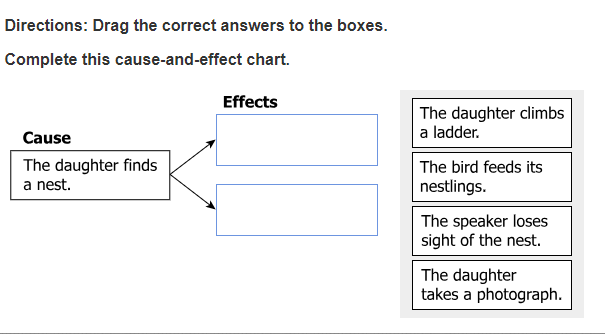 Directions: Drag the correct answers to the boxes.
Complete this cause-and-effect chart.
Effects
Cause
The daughter finds
a nest.
The daughter climbs
a ladder.
The bird feeds its
nestlings.
The speaker loses
sight of the nest.
The daughter
takes a photograph.